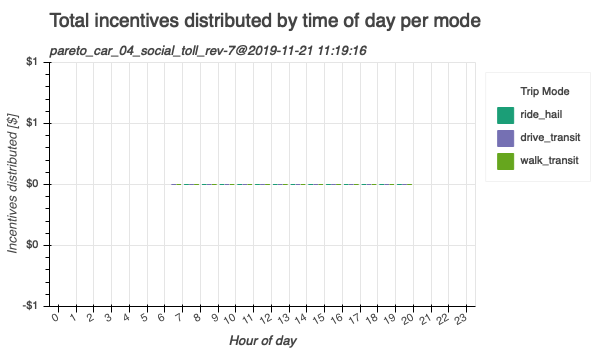 Total incentives distributed by time of day per mode
pareto_car_04_social_toll_rev-7@2019-11-21 11:19:16
$1
$1
$0
$0
-$1
Incentives distributed [$]
0 1 2 3 4 5 6 7 8 9 10 11 12 13 14 15 16 17 18 19 20 21 22 23
Hour of day
Trip Mode
ride_hail
drive_transit
walk_transit